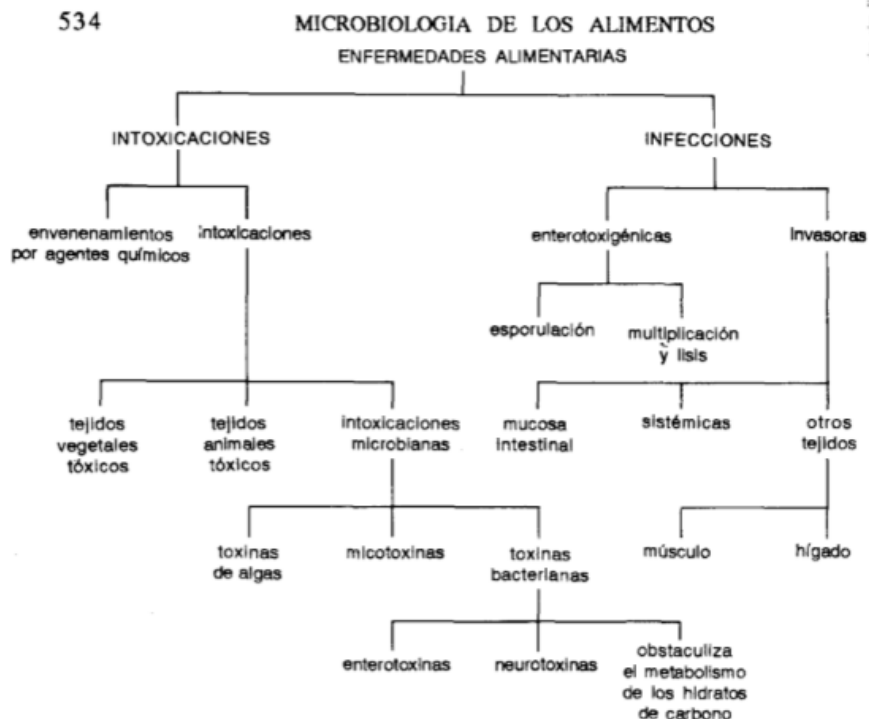 534 MICROBIOLOGIA DE LOS ALIMENTOS
ENFERMEDADES ALIMENTARIAS
INTOXICACIONES
INFECCIONES
envenenamientos
por agentes químicos
intoxicaciones
enterotoxigénicas
invasoras
esporulación
multiplicación
y lisis
tejidos
vegetales
tóxicos
tejidos
animales
tóxicos
intoxicaciones
microbianas
mucosa
intestinal
sistémicas
otros
tejidos
toxinas
de algas
micotoxinas
toxinas
bacterianas
músculo
hígado
enterotoxinas
neurotoxinas
obstaculiza
el metabolismo
de los hidratos
de carbono